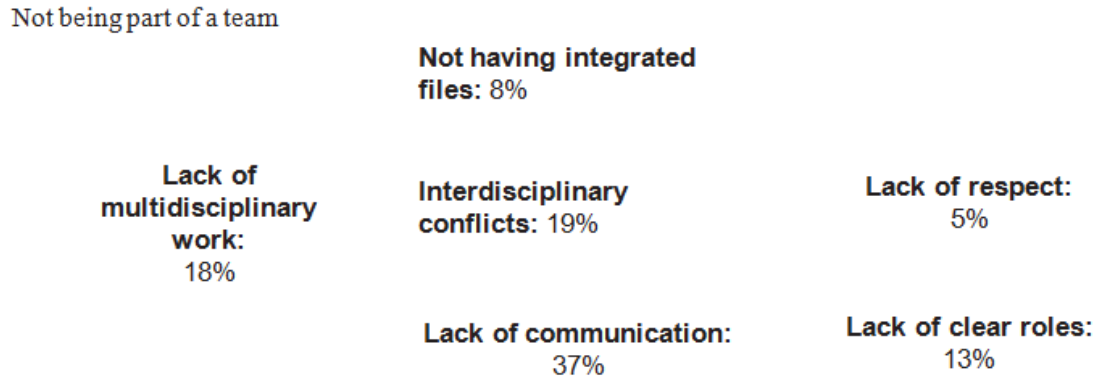 Not being part of a team
Not having integrated
files: 8%
Lack of
multidisciplinary
work:
18%
Interdisciplinary
conflicts: 19%
Lack of respect:
5%
Lack of communication:
37%
Lack of clear roles:
13%